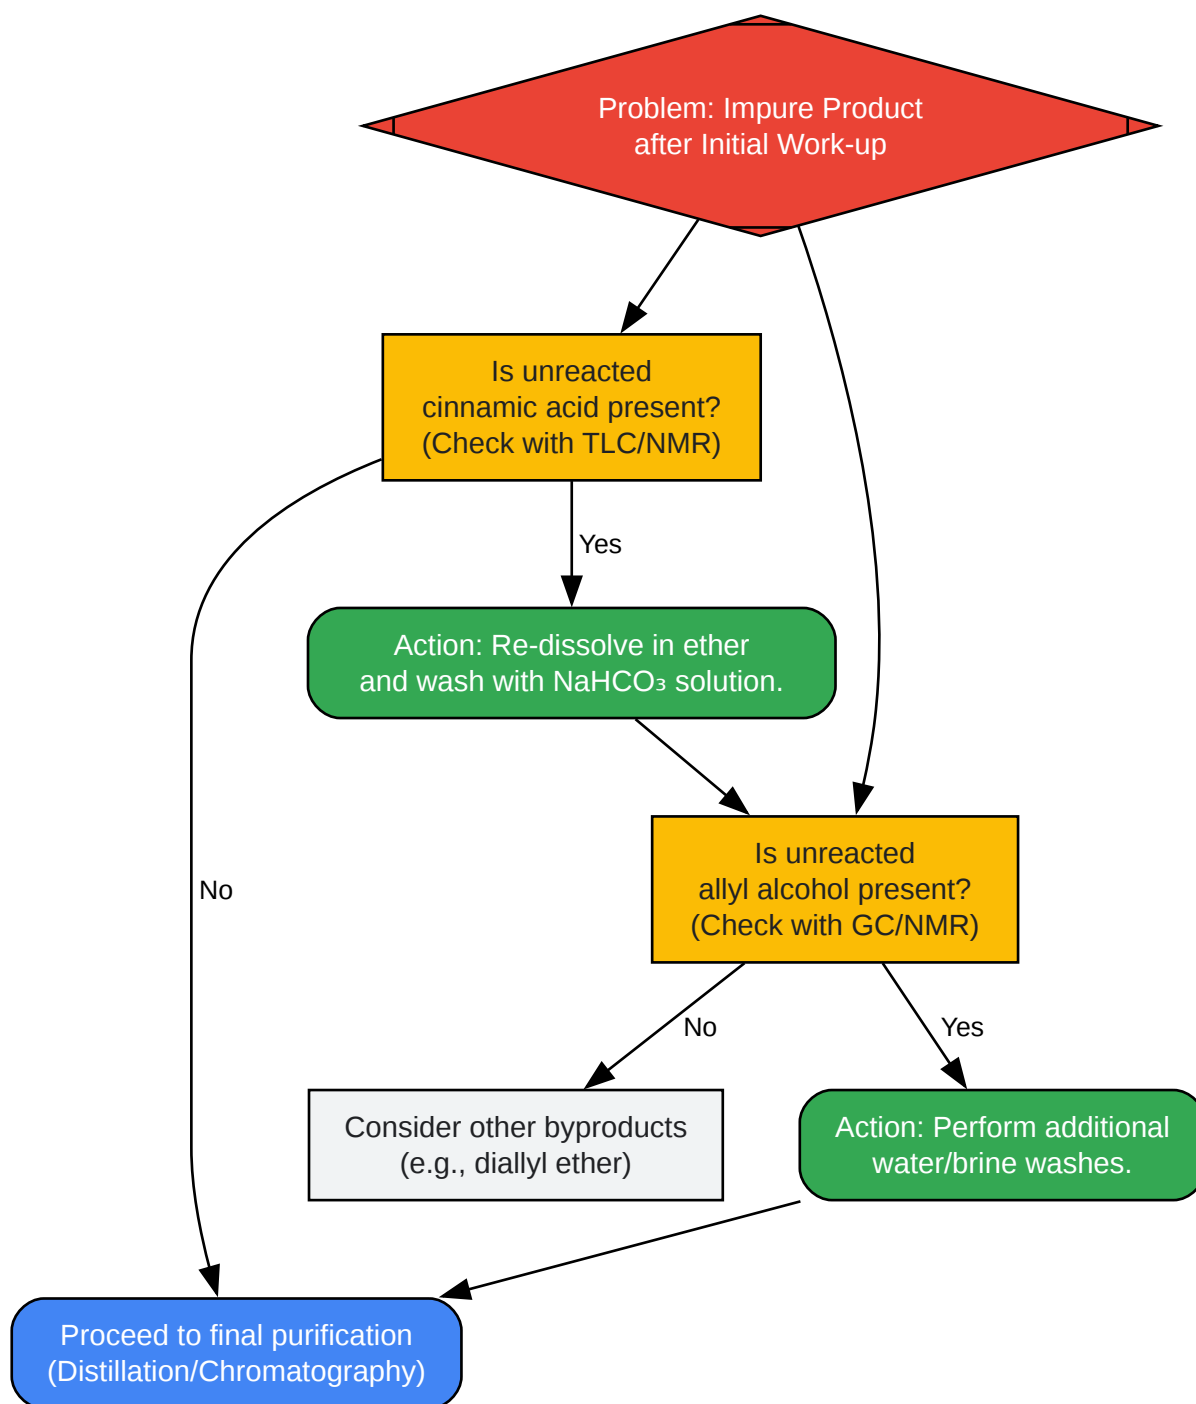 Problem: Impure Product
after Initial Work-up
Is unreacted
cinnamic acid present?
(Check with TLC/NMR)
Yes
Action: Re-dissolve in ether
and wash with NaHCO₃ solution.
No
Is unreacted
allyl alcohol present?
(Check with GC/NMR)
No
Yes
Consider other byproducts
(e.g., diallyl ether)
Action: Perform additional
water/brine washes.
Proceed to final purification
(Distillation/Chromatography)